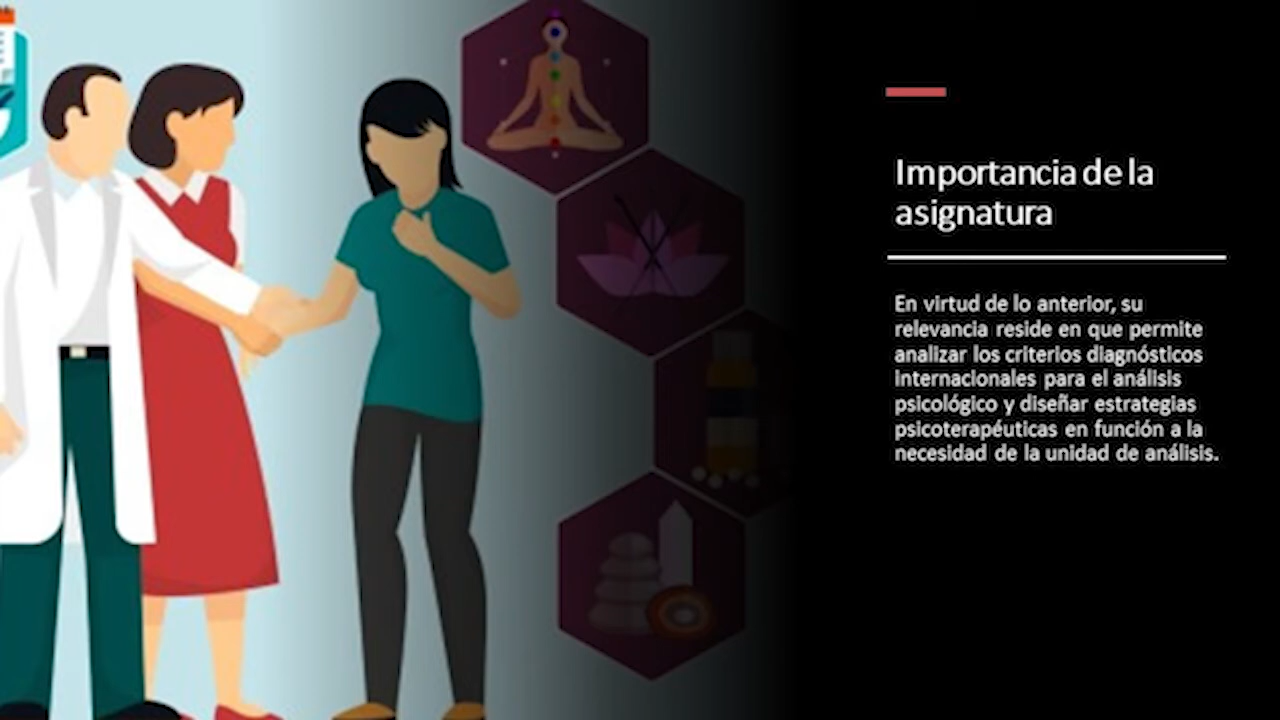 Importancia de la
asignatura
En virtud de lo anterior, su
relevancia reside en que permite
analizar los criterios diagnósticos
internacionales para el análisis
psicológico y diseñar estrategias
psicoterapéuticas en función a la
necesidad de la unidad de análisis.